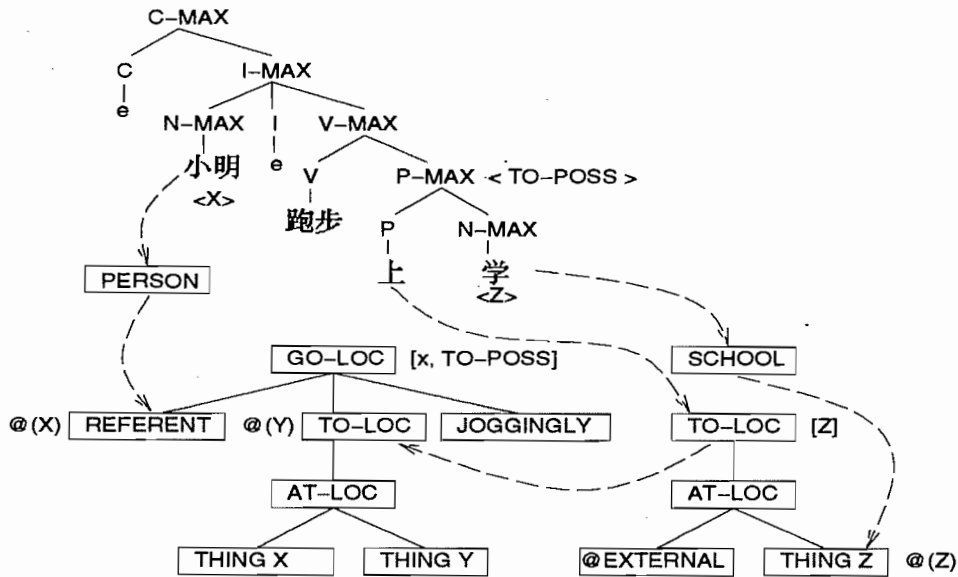 C–MAX
C I–MAX
e
N–MAX I V–MAX
小明 e V P–MAX < TO–POSS >
<X>
跑步 P N–MAX
上 学
<Z>
PERSON
GO–LOC [x, TO–POSS] SCHOOL
@(X) REFERENT @(Y) TO–LOC JOGGINGLY TO–LOC [Z]
AT–LOC AT–LOC
THING X THING Y @EXTERNAL THING Z @(Z)